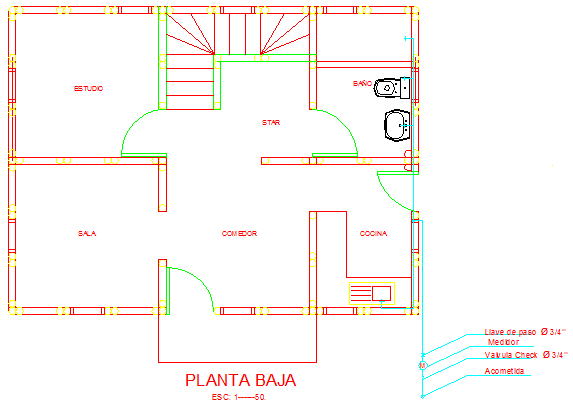 ESTUDIO
BAÑO
STAR
SALA
COMEDOR
COCINA
Llave de paso Ø 3/4"
Medidor
M
Valvula Check Ø 3/4"
Acometida
PLANTA BAJA
ESC: 1-----50.